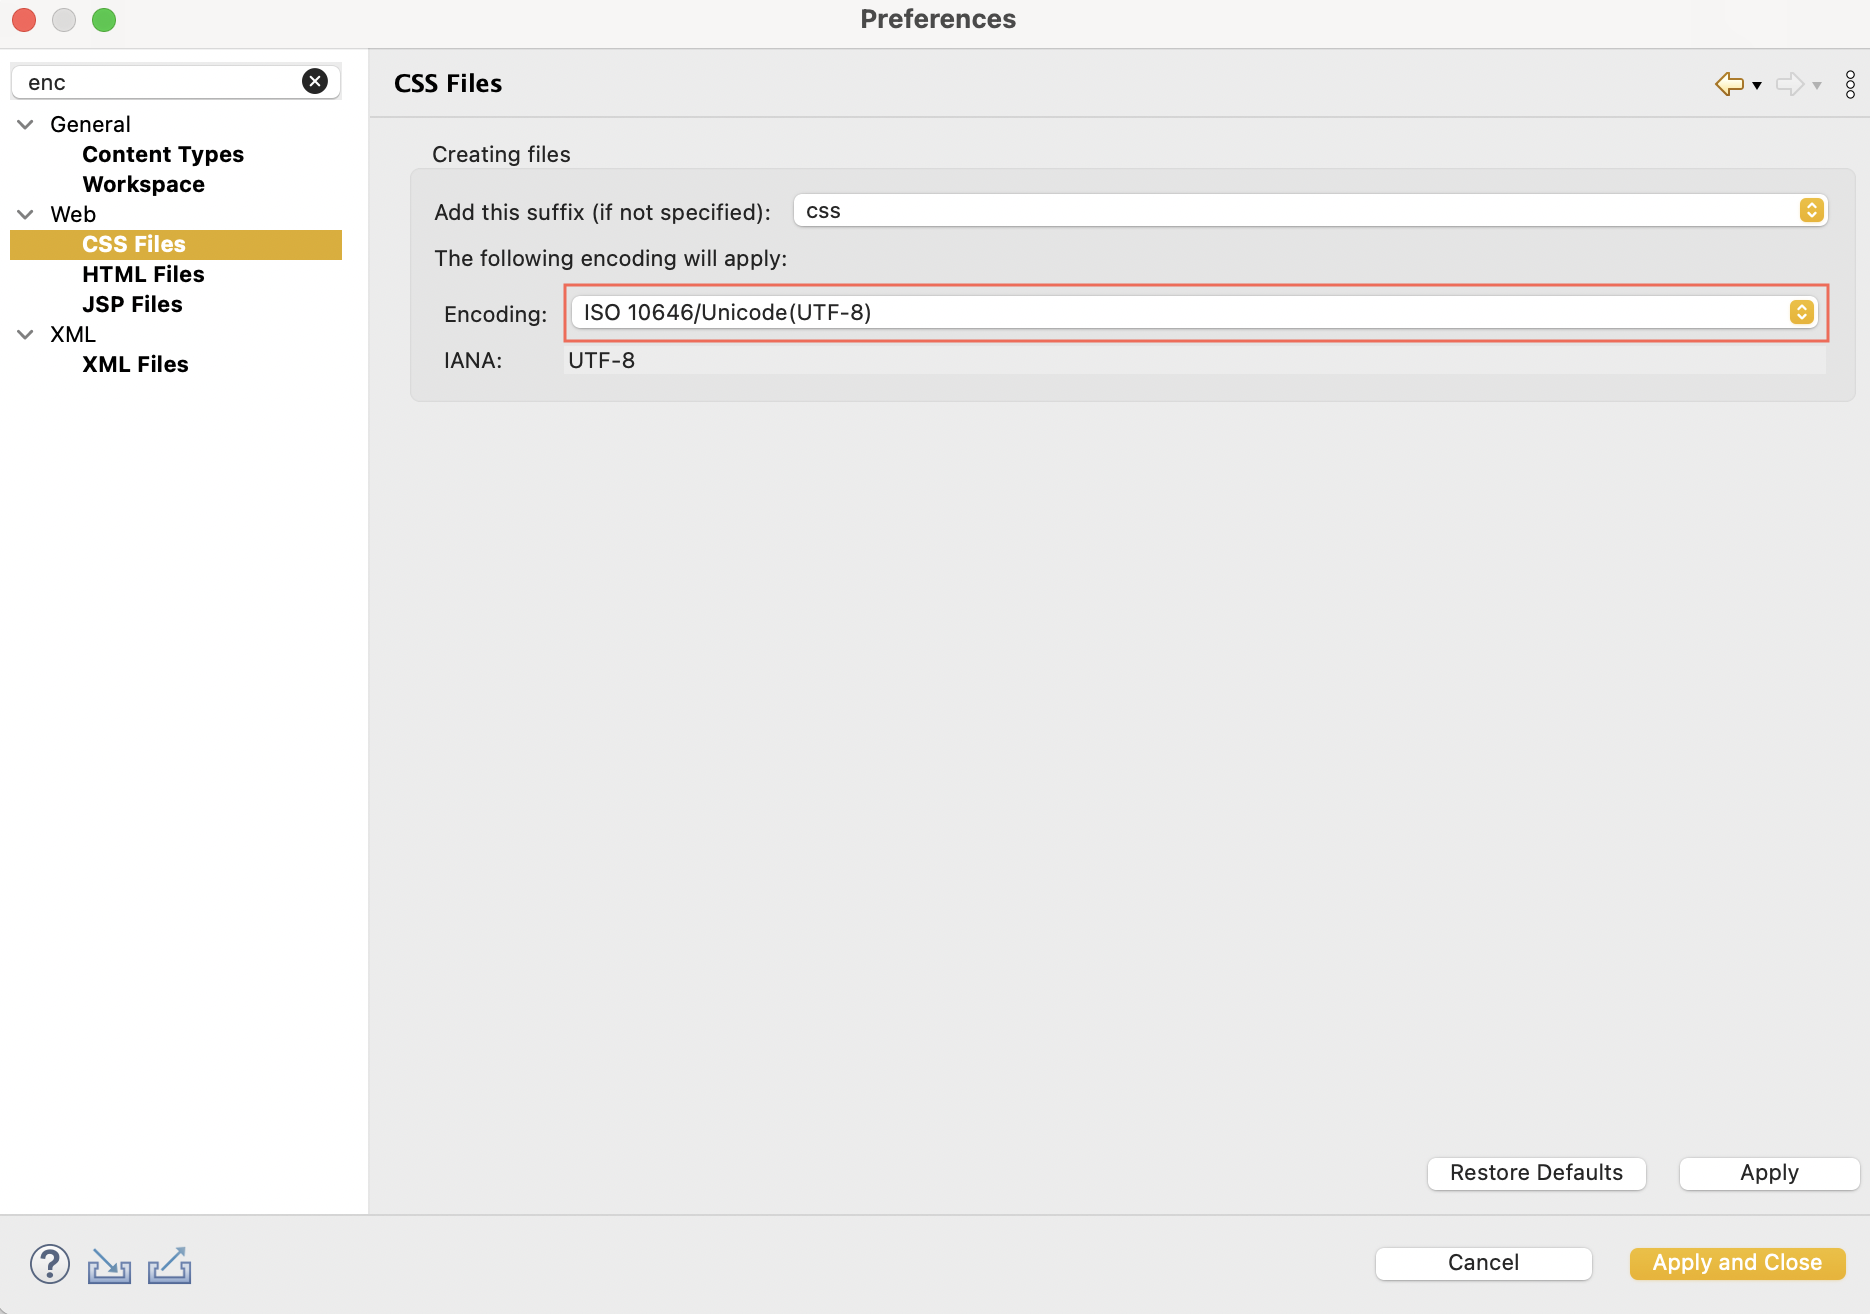 Preferences
enc
General
Content Types
Workspace
Web
CSS Files
HTML Files
JSP Files
XML
XML Files
CSS Files
Creating files
Add this suffix (if not specified): css
The following encoding will apply:
Encoding: ISO 10646/Unicode(UTF-8)
IANA: UTF-8
Restore Defaults Apply
? Cancel Apply and Close